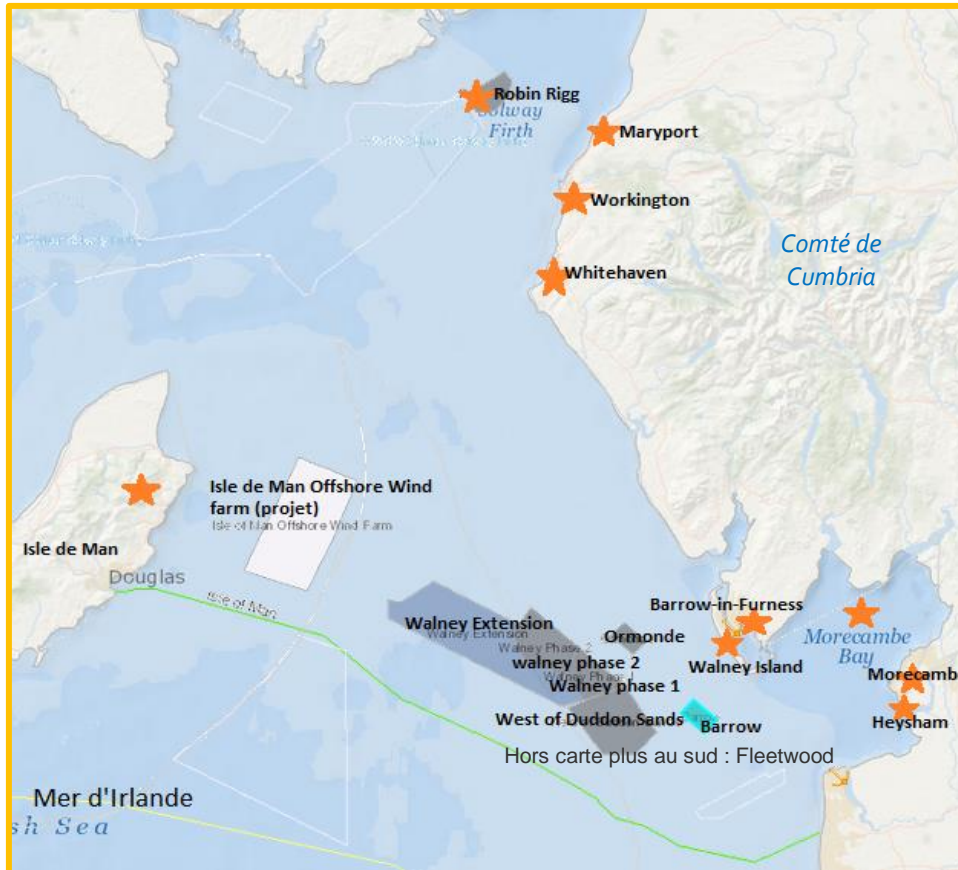 Robin Rigg
Solway
Firth
Maryport
Workington
Comté de
Cumbria
Whitehaven
Isle de Man Offshore Wind
farm (projet)
Isle of Man Offshore Wind Farm
Isle de Man
Douglas
Isle of Man
Barrow-in-Furness
Walney Extension
Walney Extension
Ormonde
Walney Phase 2
Morecambe
Bay
walney phase 2
Walney Island
Walney Phase 1
Morecamb
Walney phase 1
West of Duddon Sands
Barrow
Heysham
Hors carte plus au sud : Fleetwood
Mer d'Irlande
sh Sea